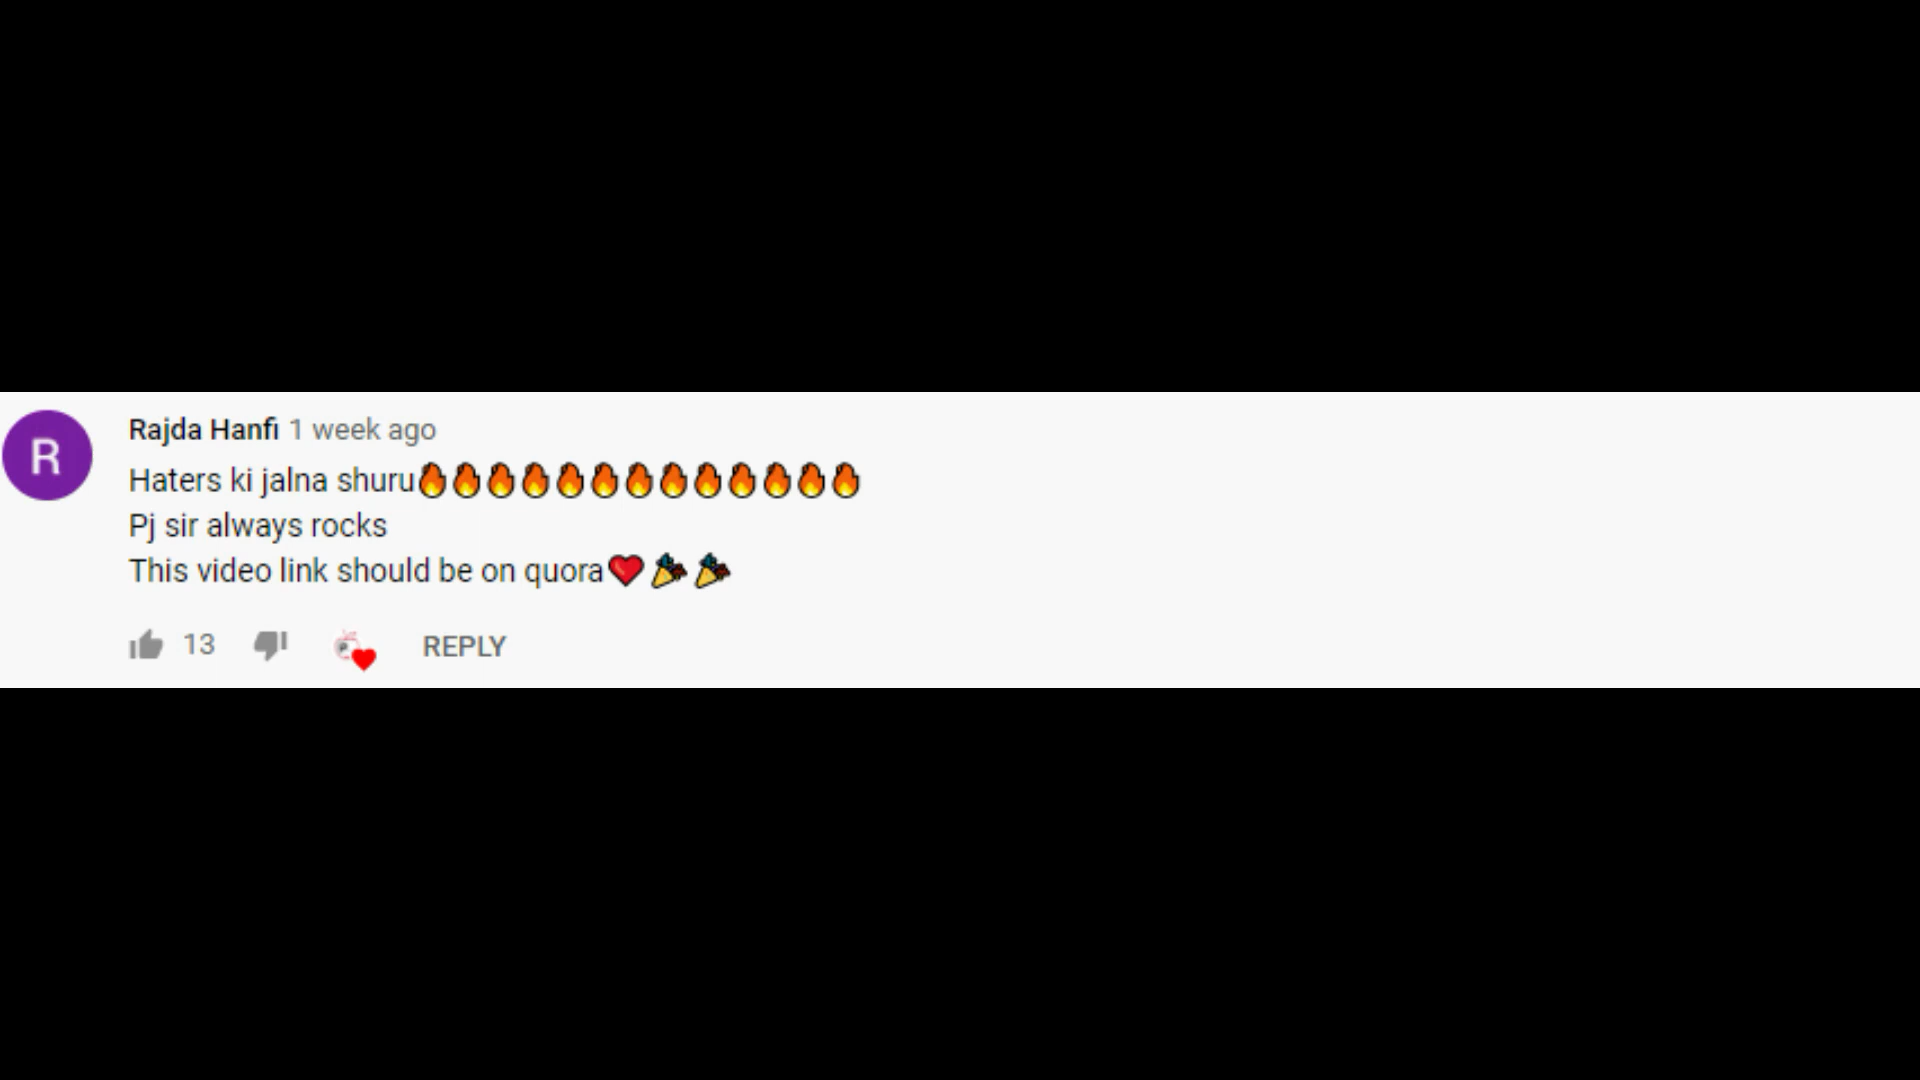 R
Rajda Hanfi 1 week ago
Haters ki jalna shuru🔥🔥🔥🔥🔥🔥🔥🔥🔥🔥🔥🔥🔥
Pj sir always rocks
This video link should be on quora❤️🎉🎉
13 REPLY